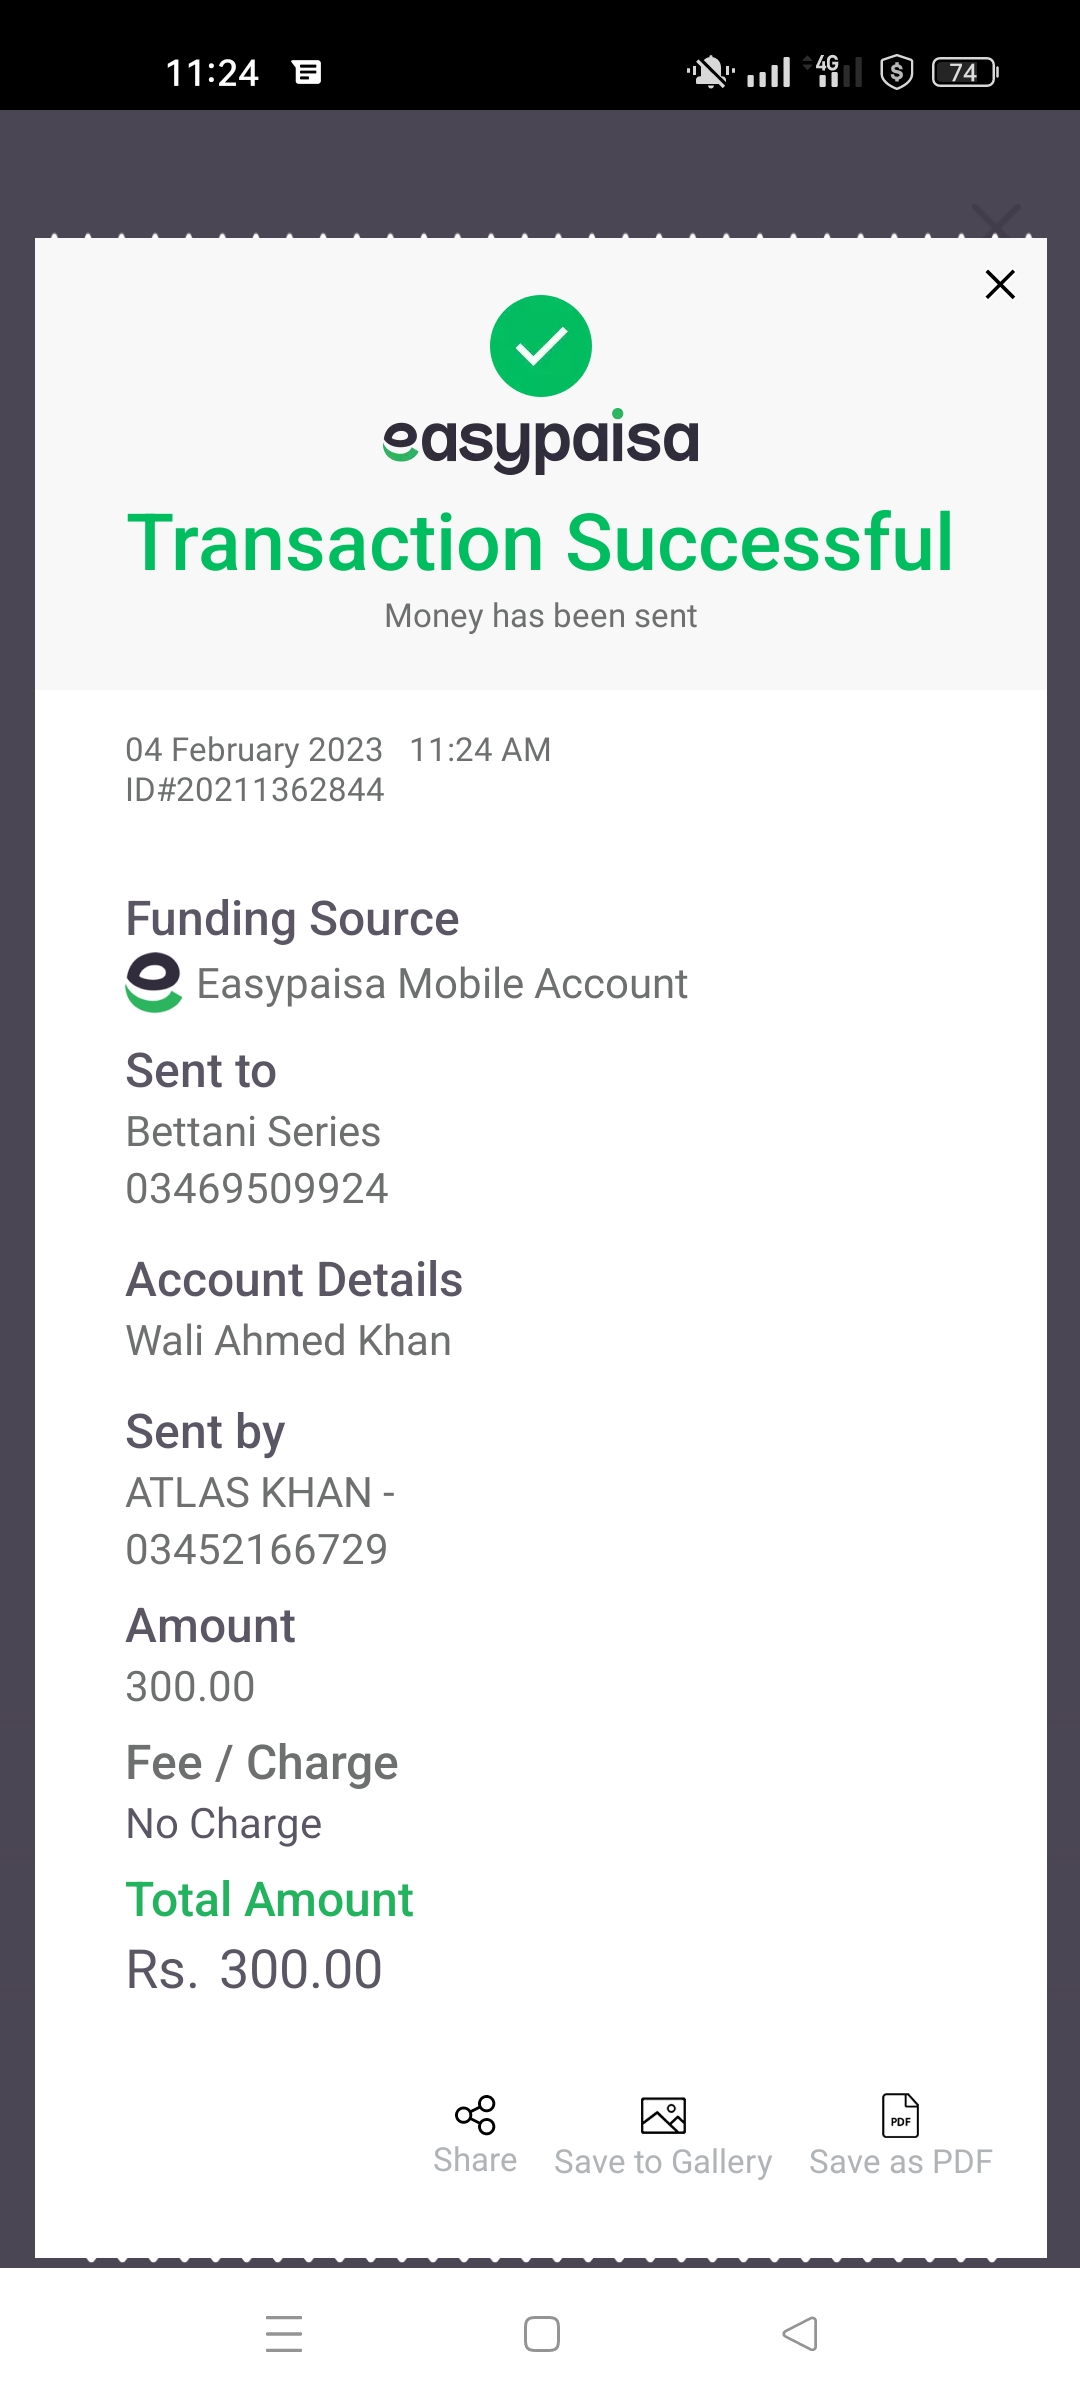 11:24
4G
$
74
easypaisa
Transaction Successful
Money has been sent
04 February 2023 11:24 AM
ID#20211362844
Funding Source
Easypaisa Mobile Account
Sent to
Bettani Series
03469509924
Account Details
Wali Ahmed Khan
Sent by
ATLAS KHAN -
03452166729
Amount
300.00
Fee / Charge
No Charge
Total Amount
Rs. 300.00
PDF
Share Save to Gallery Save as PDF